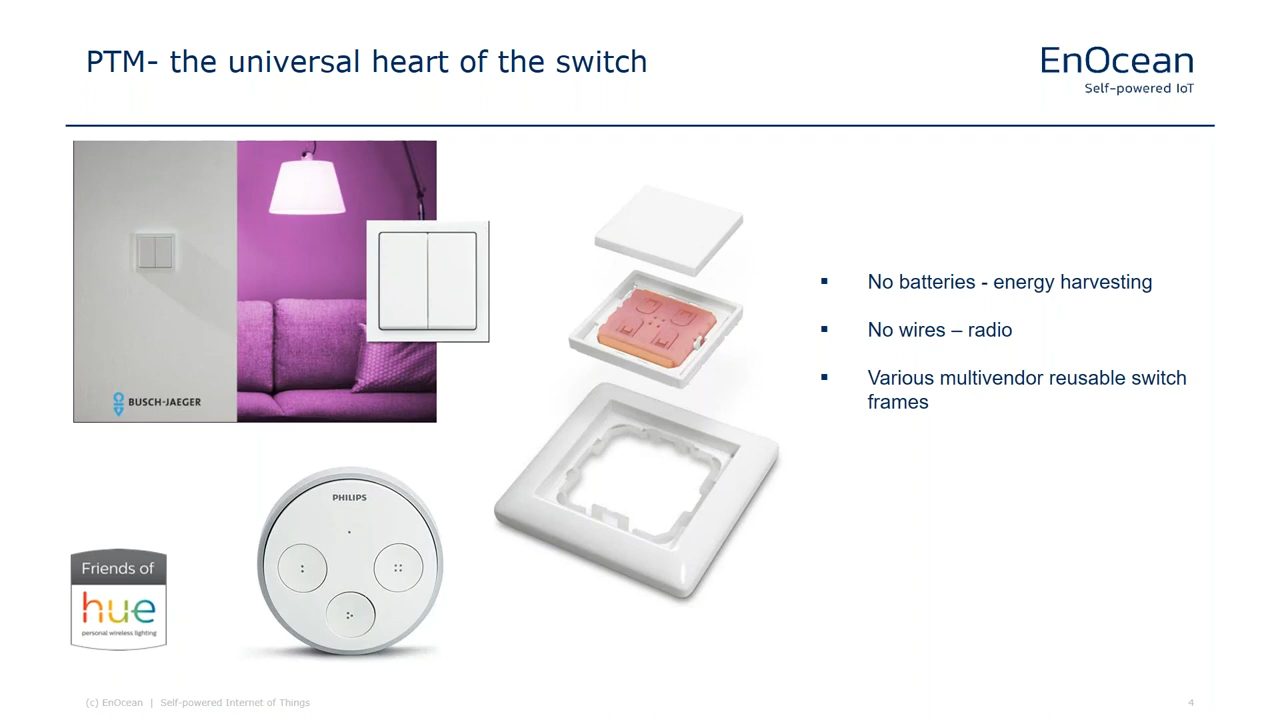 PTM- the universal heart of the switch
EnOcean
Self-powered IoT
BUSCH-JAEGER
▪ No batteries - energy harvesting
▪ No wires – radio
▪ Various multivendor reusable switch
frames
PHILIPS
Friends of
hue
personal wireless lighting
(c) EnOcean | Self-powered Internet of Things
4